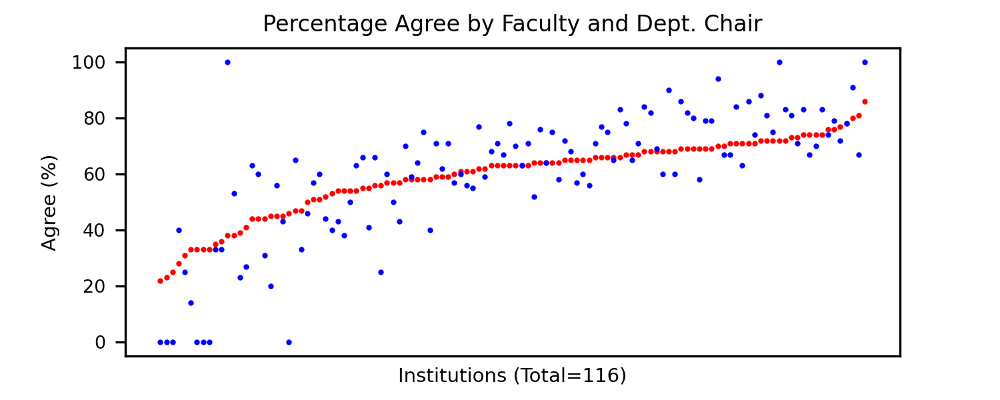 Percentage Agree by Faculty and Dept. Chair
100
80
60
40
20
0
Agree (%)
Institutions (Total=116)